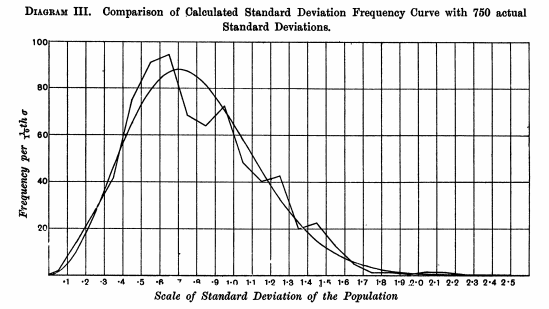 DIAGRAM III. Comparison of Calculated Standard Deviation Frequency Curve with 750 actual
Standard Deviations.
100
80
60
40
20
Frequency per 1/10 th σ
·1 ·2 ·3 ·4 ·5 ·6 ·7 ·8 ·9 1·0 1·1 1·2 1·3 1·4 1·5 1·6 1·7 1·8 1·9 2·0 2·1 2·2 2·3 2·4 2·5
Scale of Standard Deviation of the Population